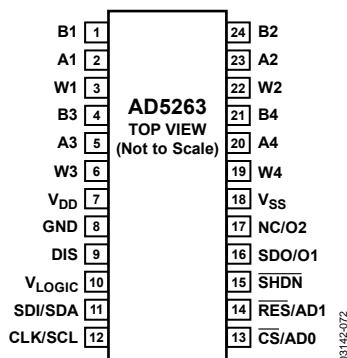 B1 1 24 B2
A1 2 23 A2
W1 3 22 W2
B3 4 AD5263 21 B4
A3 5 TOP VIEW 20 A4
W3 6 (Not to Scale) 19 W4
VDD 7 18 VSS
GND 8 17 NC/O2
DIS 9 16 SDO/O1
VLOGIC 10 15 SHDN
SDI/SDA 11 14 RES/AD1
CLK/SCL 12 13 CS/AD0
03142-072